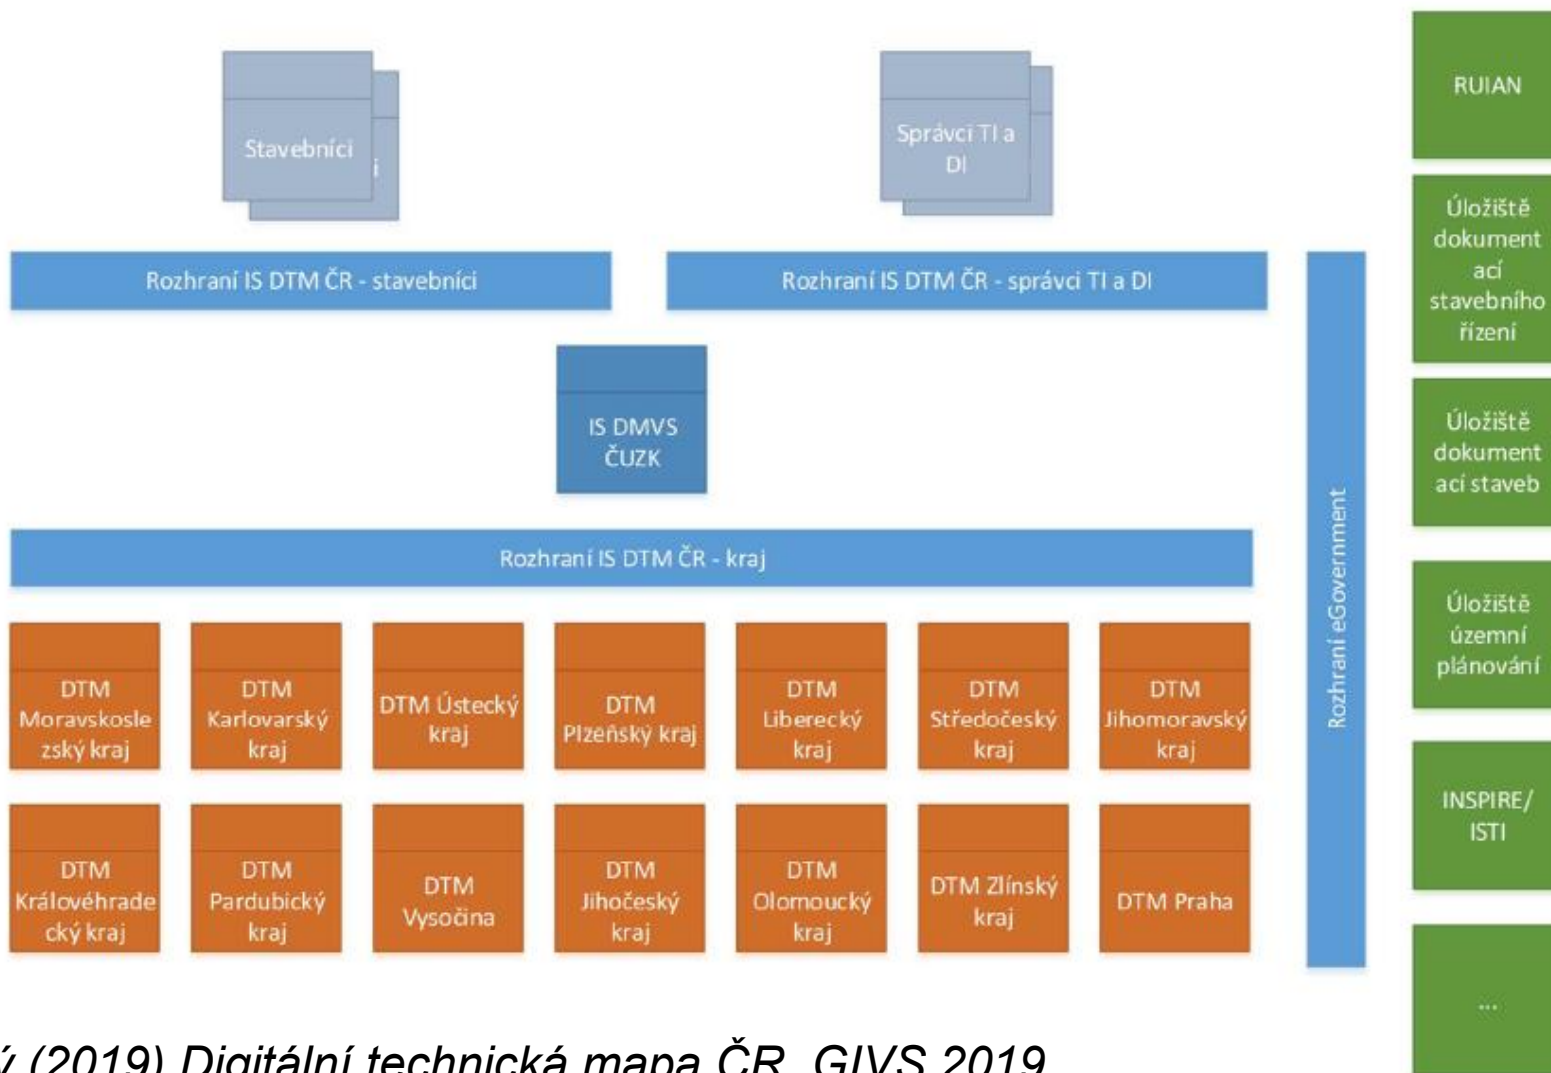 Stavebníci
i
Správci TI a
DI
Rozhraní IS DTM ČR - stavebníci
Rozhraní IS DTM ČR - správci TI a DI
IS DMVS
ČUZK
Rozhraní IS DTM ČR - kraj
DTM
Moravskosle
zský kraj
DTM
Karlovarský
kraj
DTM Ústecký
kraj
DTM
Plzeňský kraj
DTM
Liberecký
kraj
DTM
Středočeský
kraj
DTM
Jihomoravský
kraj
DTM
Královéhrade
cký kraj
DTM
Pardubický
kraj
DTM
Vysočina
DTM
Jihočeský
kraj
DTM
Olomoucký
kraj
DTM Zlínský
kraj
DTM Praha
Rozhraní eGovernment
RUIAN
Úložiště
dokument
ací
stavebního
řízení
Úložiště
dokument
ací staveb
Úložiště
územní
plánování
INSPIRE/
ISTI
...
ý (2019) Digitální technická mapa ČR. GIVS 2019